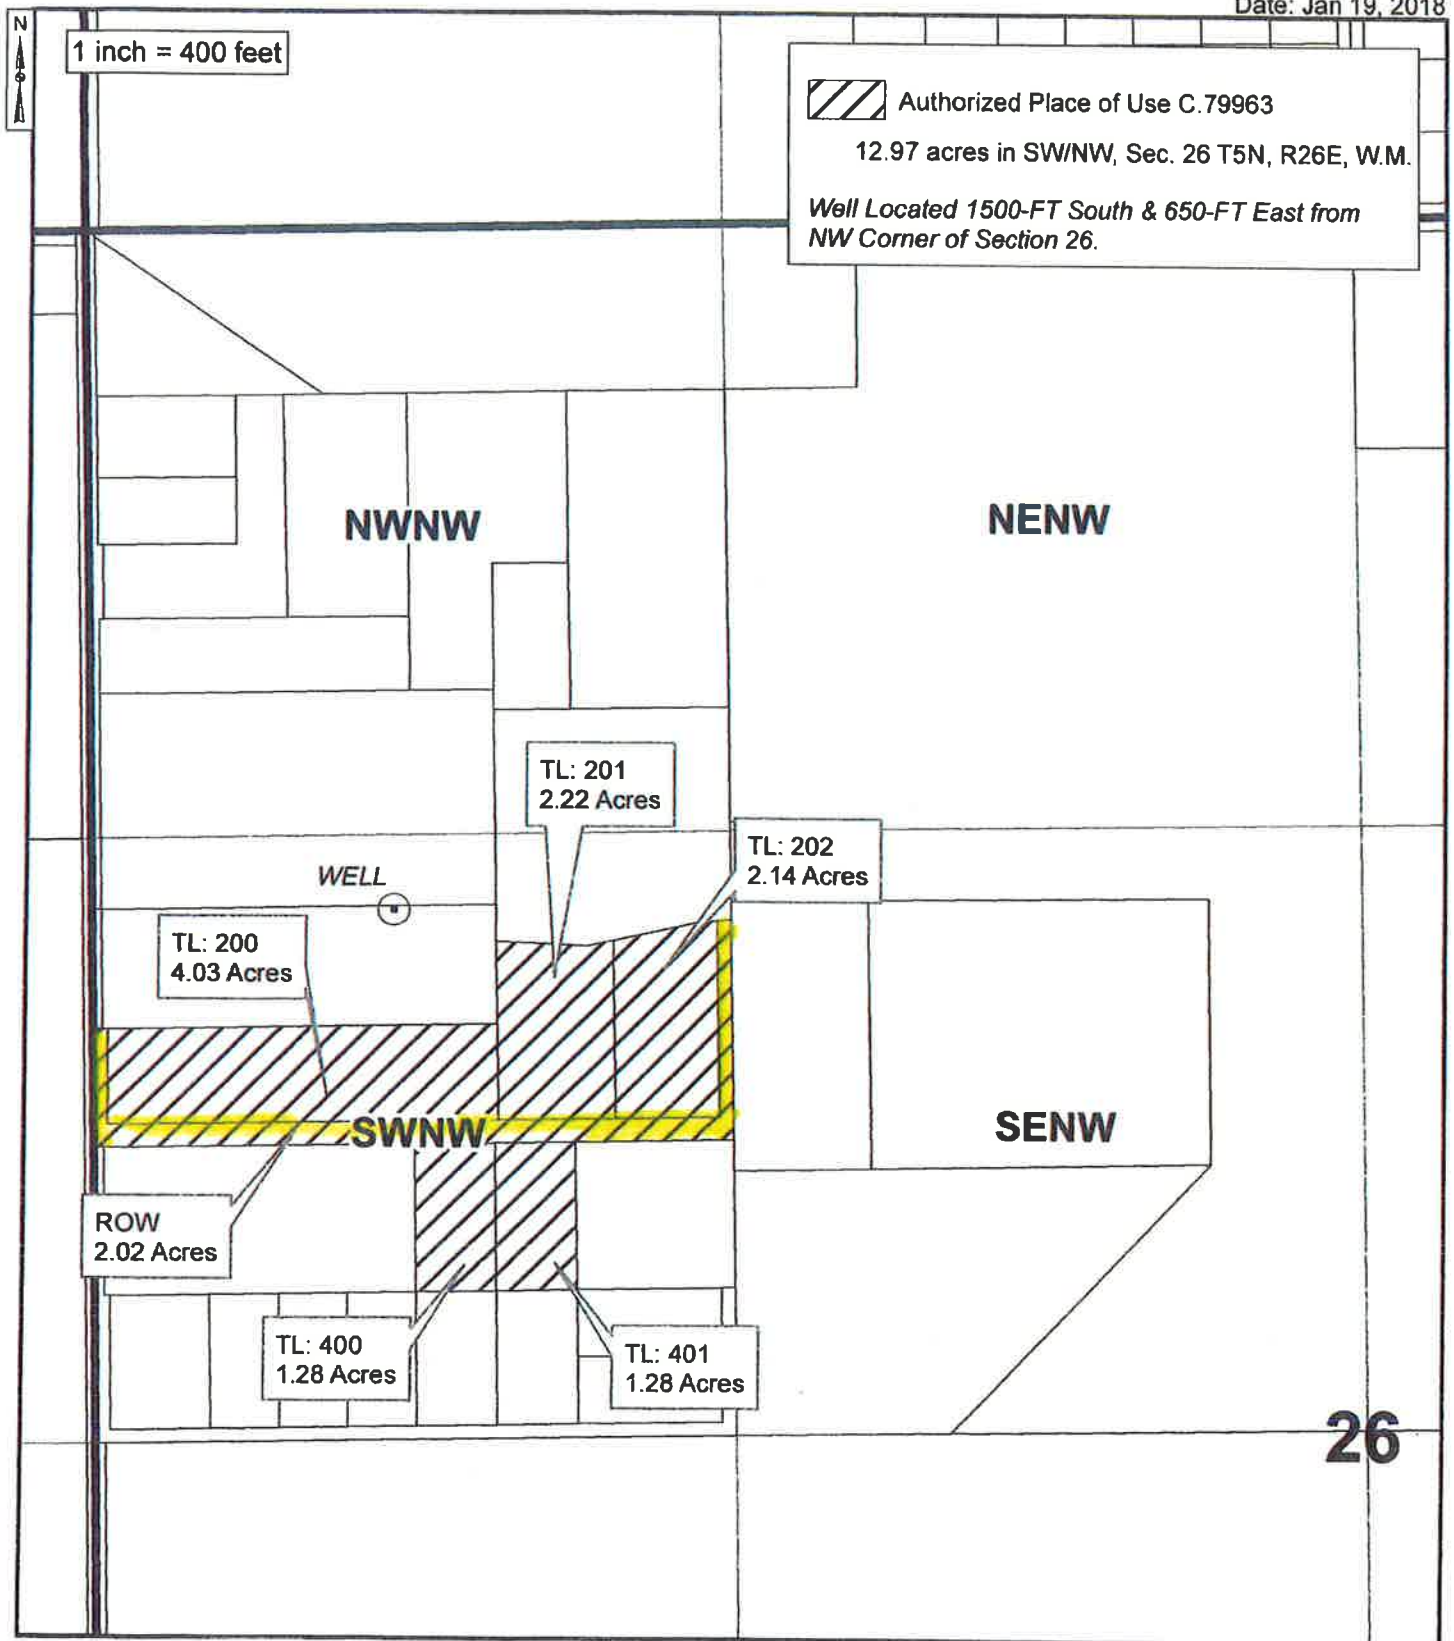 Date: Jan 19, 2018
N
1 inch = 400 feet
Authorized Place of Use C.79963
12.97 acres in SW/NW, Sec. 26 T5N, R26E, W.M.
Well Located 1500-FT South & 650-FT East from
NW Corner of Section 26.
NWNW
NENW
TL: 201
2.22 Acres
TL: 202
2.14 Acres
WELL
TL: 200
4.03 Acres
SWNW
SENW
ROW
2.02 Acres
TL: 400
1.28 Acres
TL: 401
1.28 Acres
26